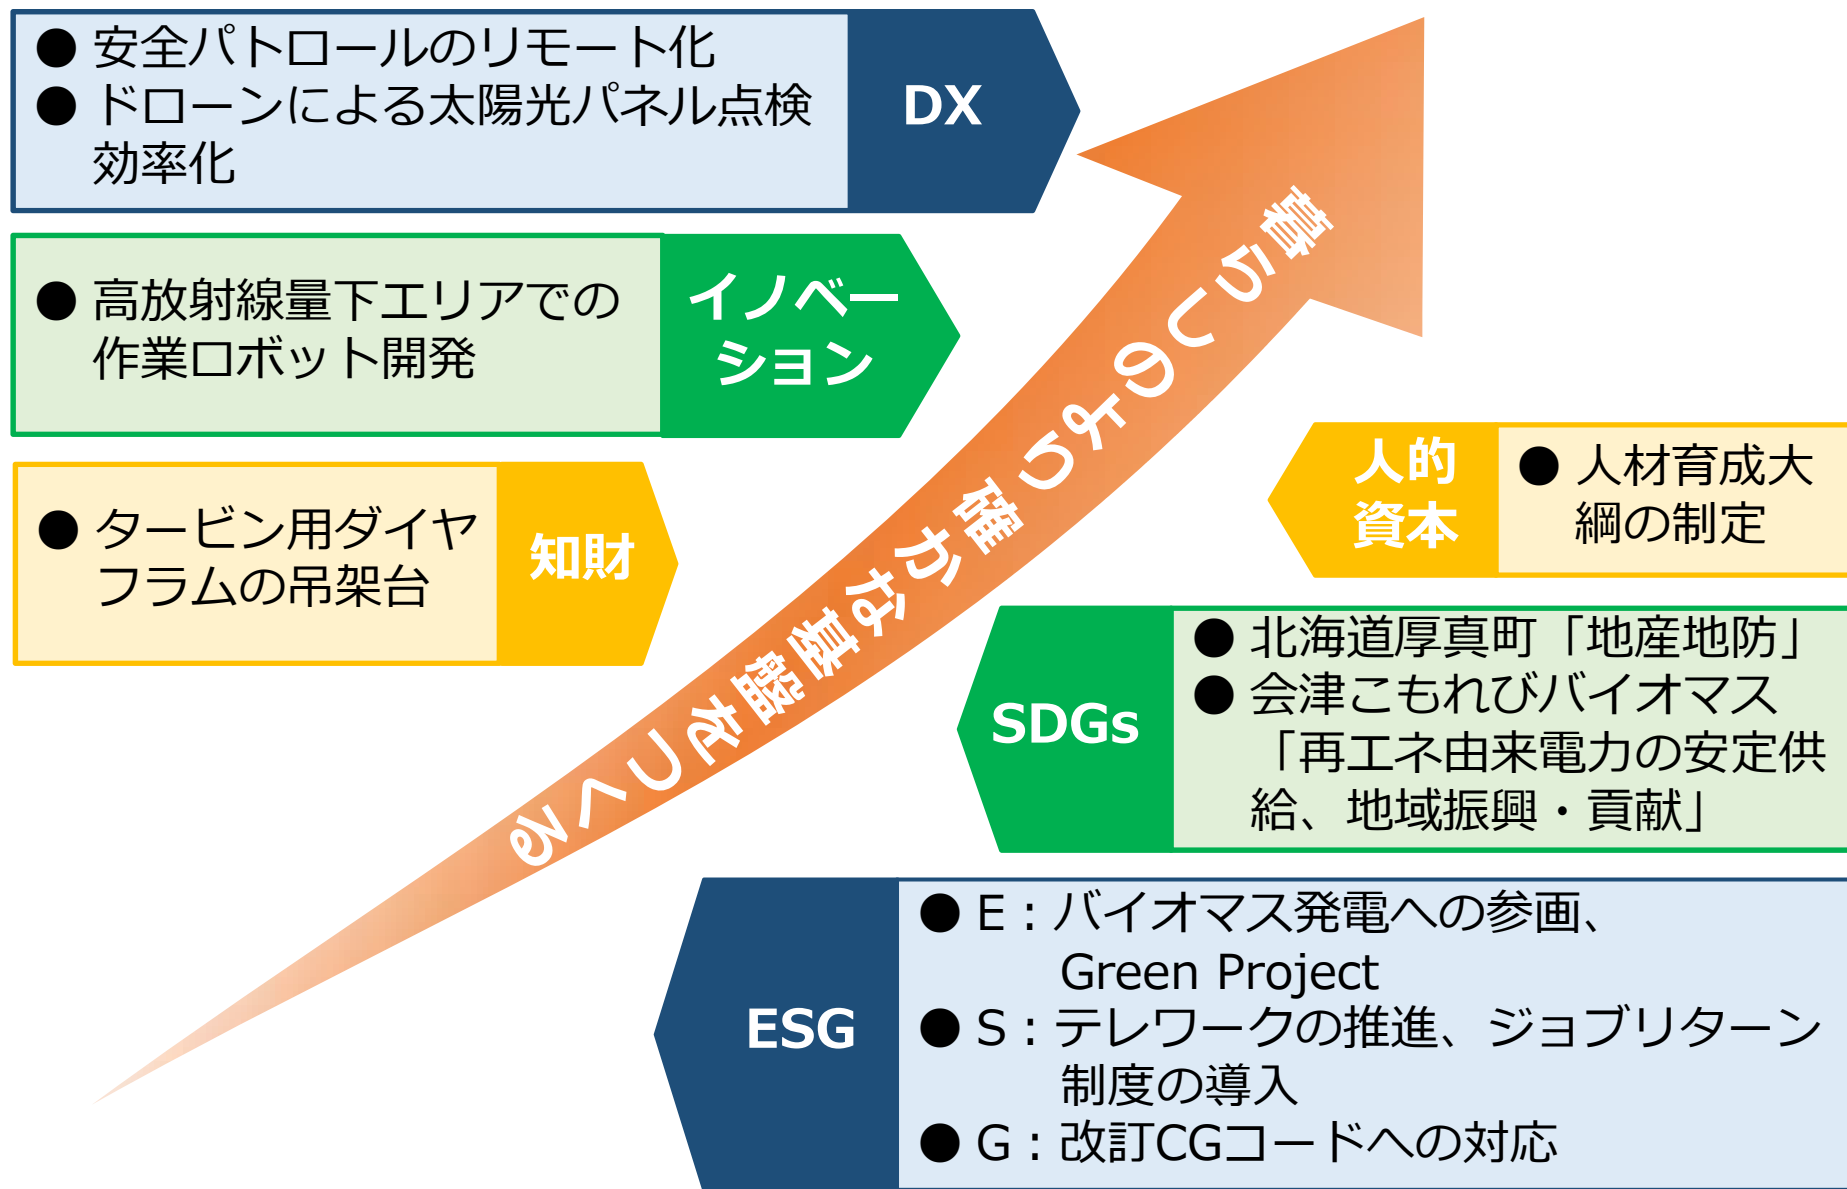 ● 安全パトロールのリモート化
● ドローンによる太陽光パネル点検
効率化
DX
● 高放射線量下エリアでの
作業ロボット開発
イノベー
ション
● タービン用ダイヤ
フラムの吊架台
知財
暮らしのずっと確かな基盤をつくる
人的
資本
● 人材育成大
綱の制定
SDGs
● 北海道厚真町「地産地防」
● 会津こもれびバイオマス
「再エネ由来電力の安定供
給、地域振興・貢献」
ESG
● E：バイオマス発電への参画、
Green Project
● S：テレワークの推進、ジョブリターン
制度の導入
● G：改訂CGコードへの対応